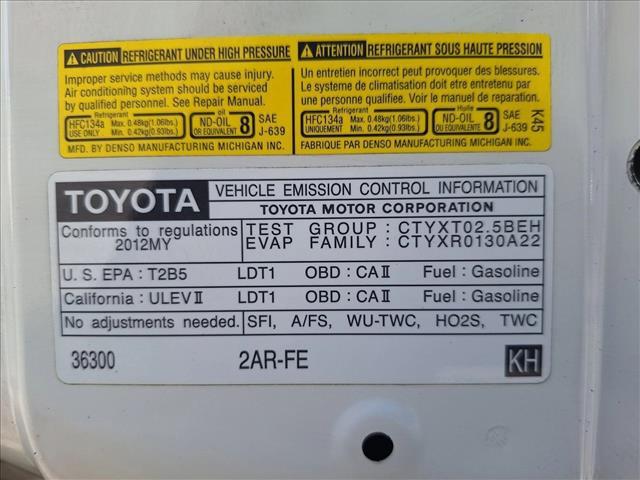 CAUTION REFRIGERANT UNDER HIGH PRESSURE
Improper service methods may cause injury.
Air conditionihg system should be serviced
by qualified personnel. See Repair Manual.
Refrigerant
HFC134a Max. 0.48kg(1.06lbs.)
USE ONLY Min. 0.42kg(0.93lbs.)
oil
ND-OIL 8
OR EQUIVALENT
SAE
J-639
MFD. BY DENSO MANUFACTURING MICHIGAN INC.
ATTENTION REFRIGERANT SOUS HAUTE PRESSION
Un entretien incorrect peut provoquer des blessures.
Le systeme de climatisation doit etre entretenu par
du personnel qualifie. Voir le manuel de reparation.
Refrigerant
HFC134a Max. 0.48kg(1.06lbs.)
UNIQUEMENT Min. 0.42kg(0.93lbs.)
ND-OIL 8
OU EQUIVALENT
SAE
J-639
FABRIQUE PAR DENSO MANUFACTURING MICHIGAN INC.
K45
TOYOTA VEHICLE EMISSION CONTROL INFORMATION
TOYOTA MOTOR CORPORATION
Conforms to regulations
2012MY
TEST GROUP : CTYXT02.5BEH
EVAP FAMILY : CTYXR0130A22
U. S. EPA : T2B5 LDT1 OBD : CAⅡ Fuel : Gasoline
California : ULEVⅡ LDT1 OBD : CAⅡ Fuel : Gasoline
No adjustments needed. SFI, A/FS, WU-TWC, HO2S, TWC
36300 2AR-FE KH